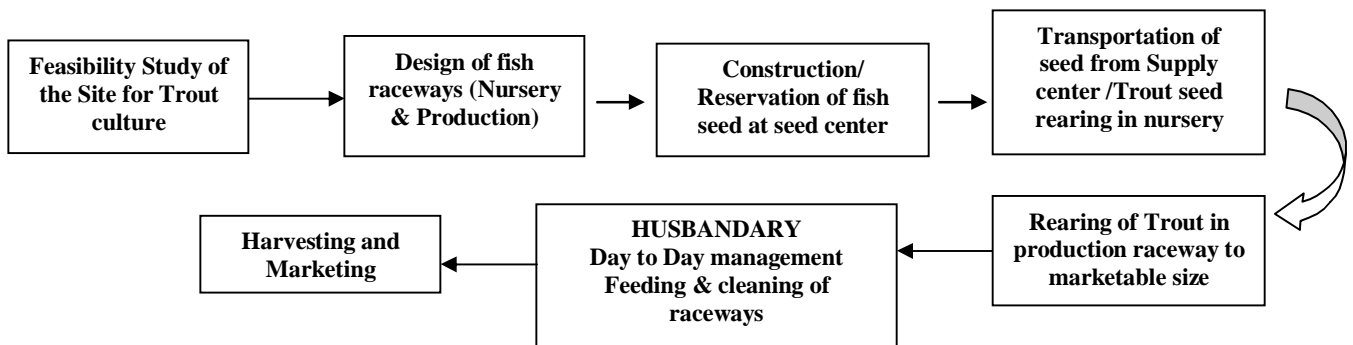 Feasibility Study of
the Site for Trout
culture
Design of fish
raceways (Nursery
& Production)
Construction/
Reservation of fish
seed at seed center
Transportation of
seed from Supply
center /Trout seed
rearing in nursery
Rearing of Trout in
production raceway to
marketable size
HUSBANDARY
Day to Day management
Feeding & cleaning of
raceways
Harvesting and
Marketing